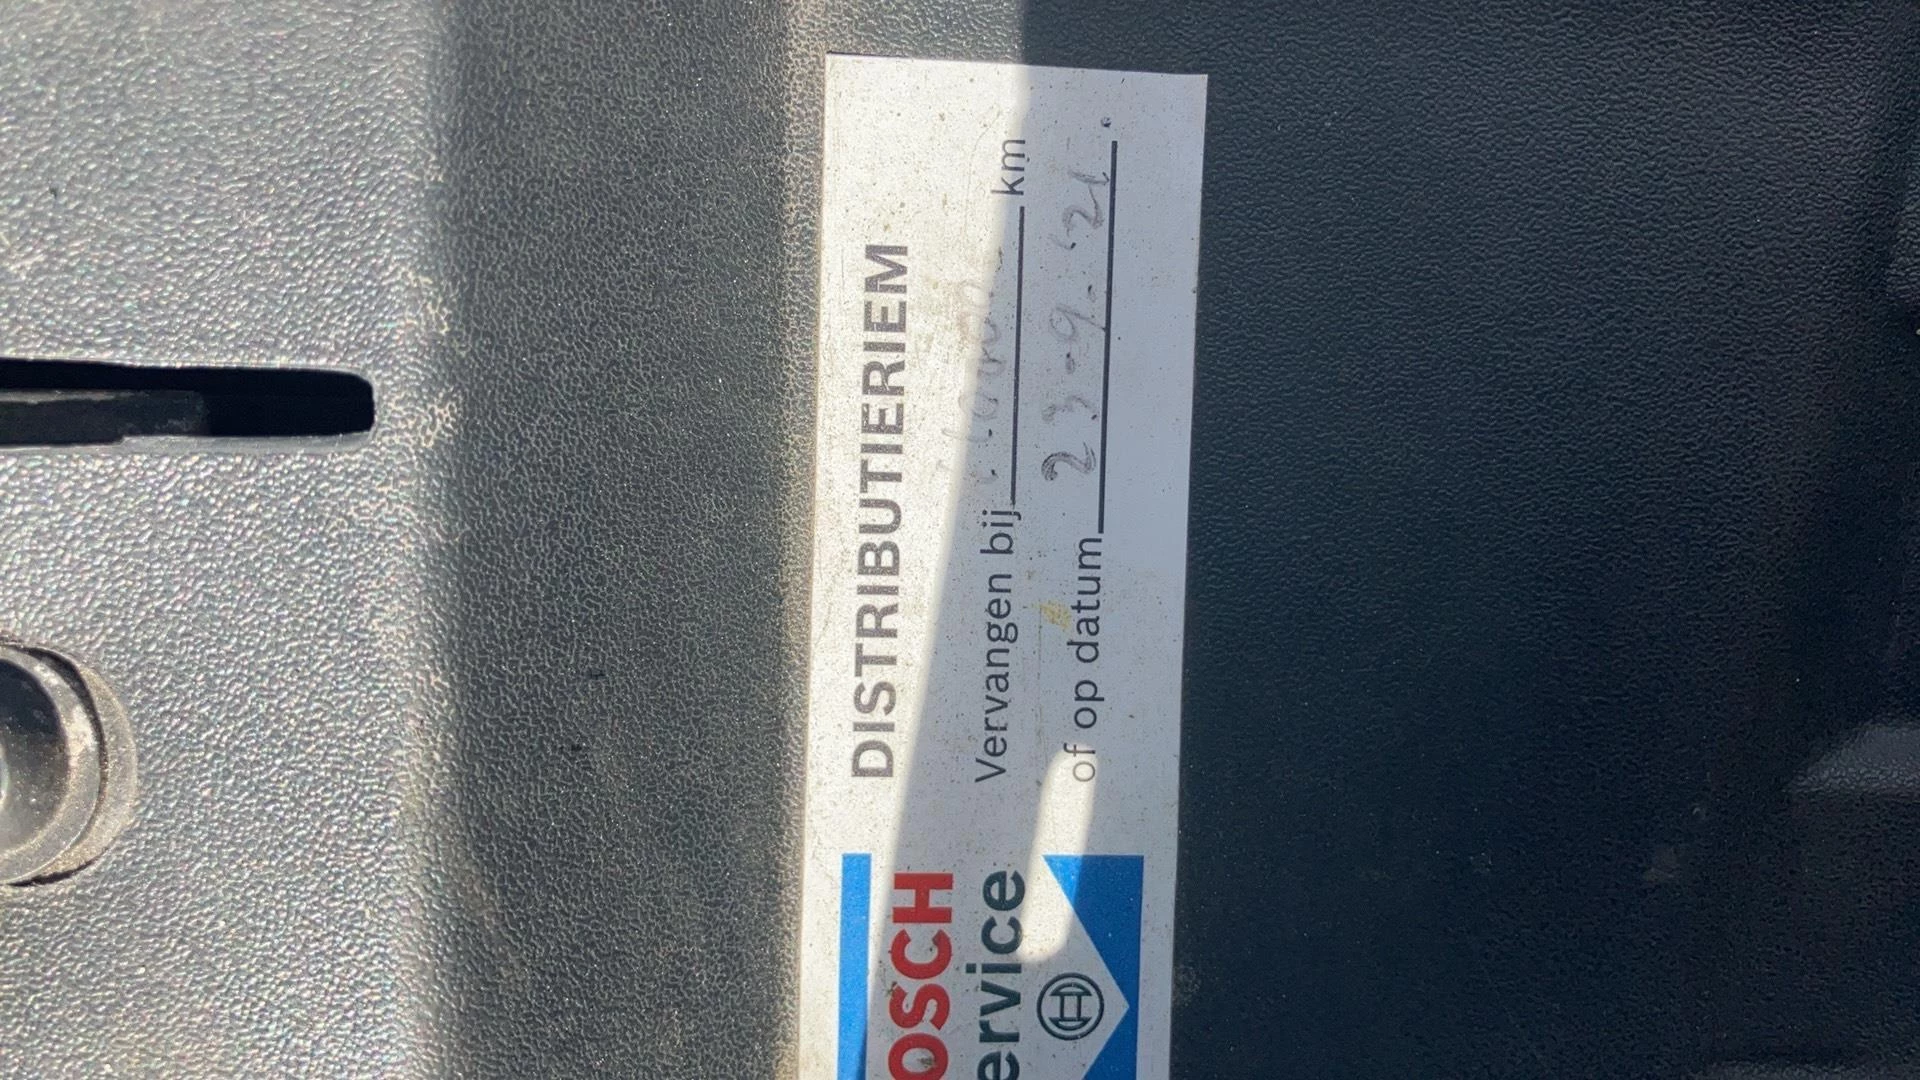 DISTRIBUTIERIEM
Vervangen bij km
of op datum 23-9-'21.
OSCH
ervice